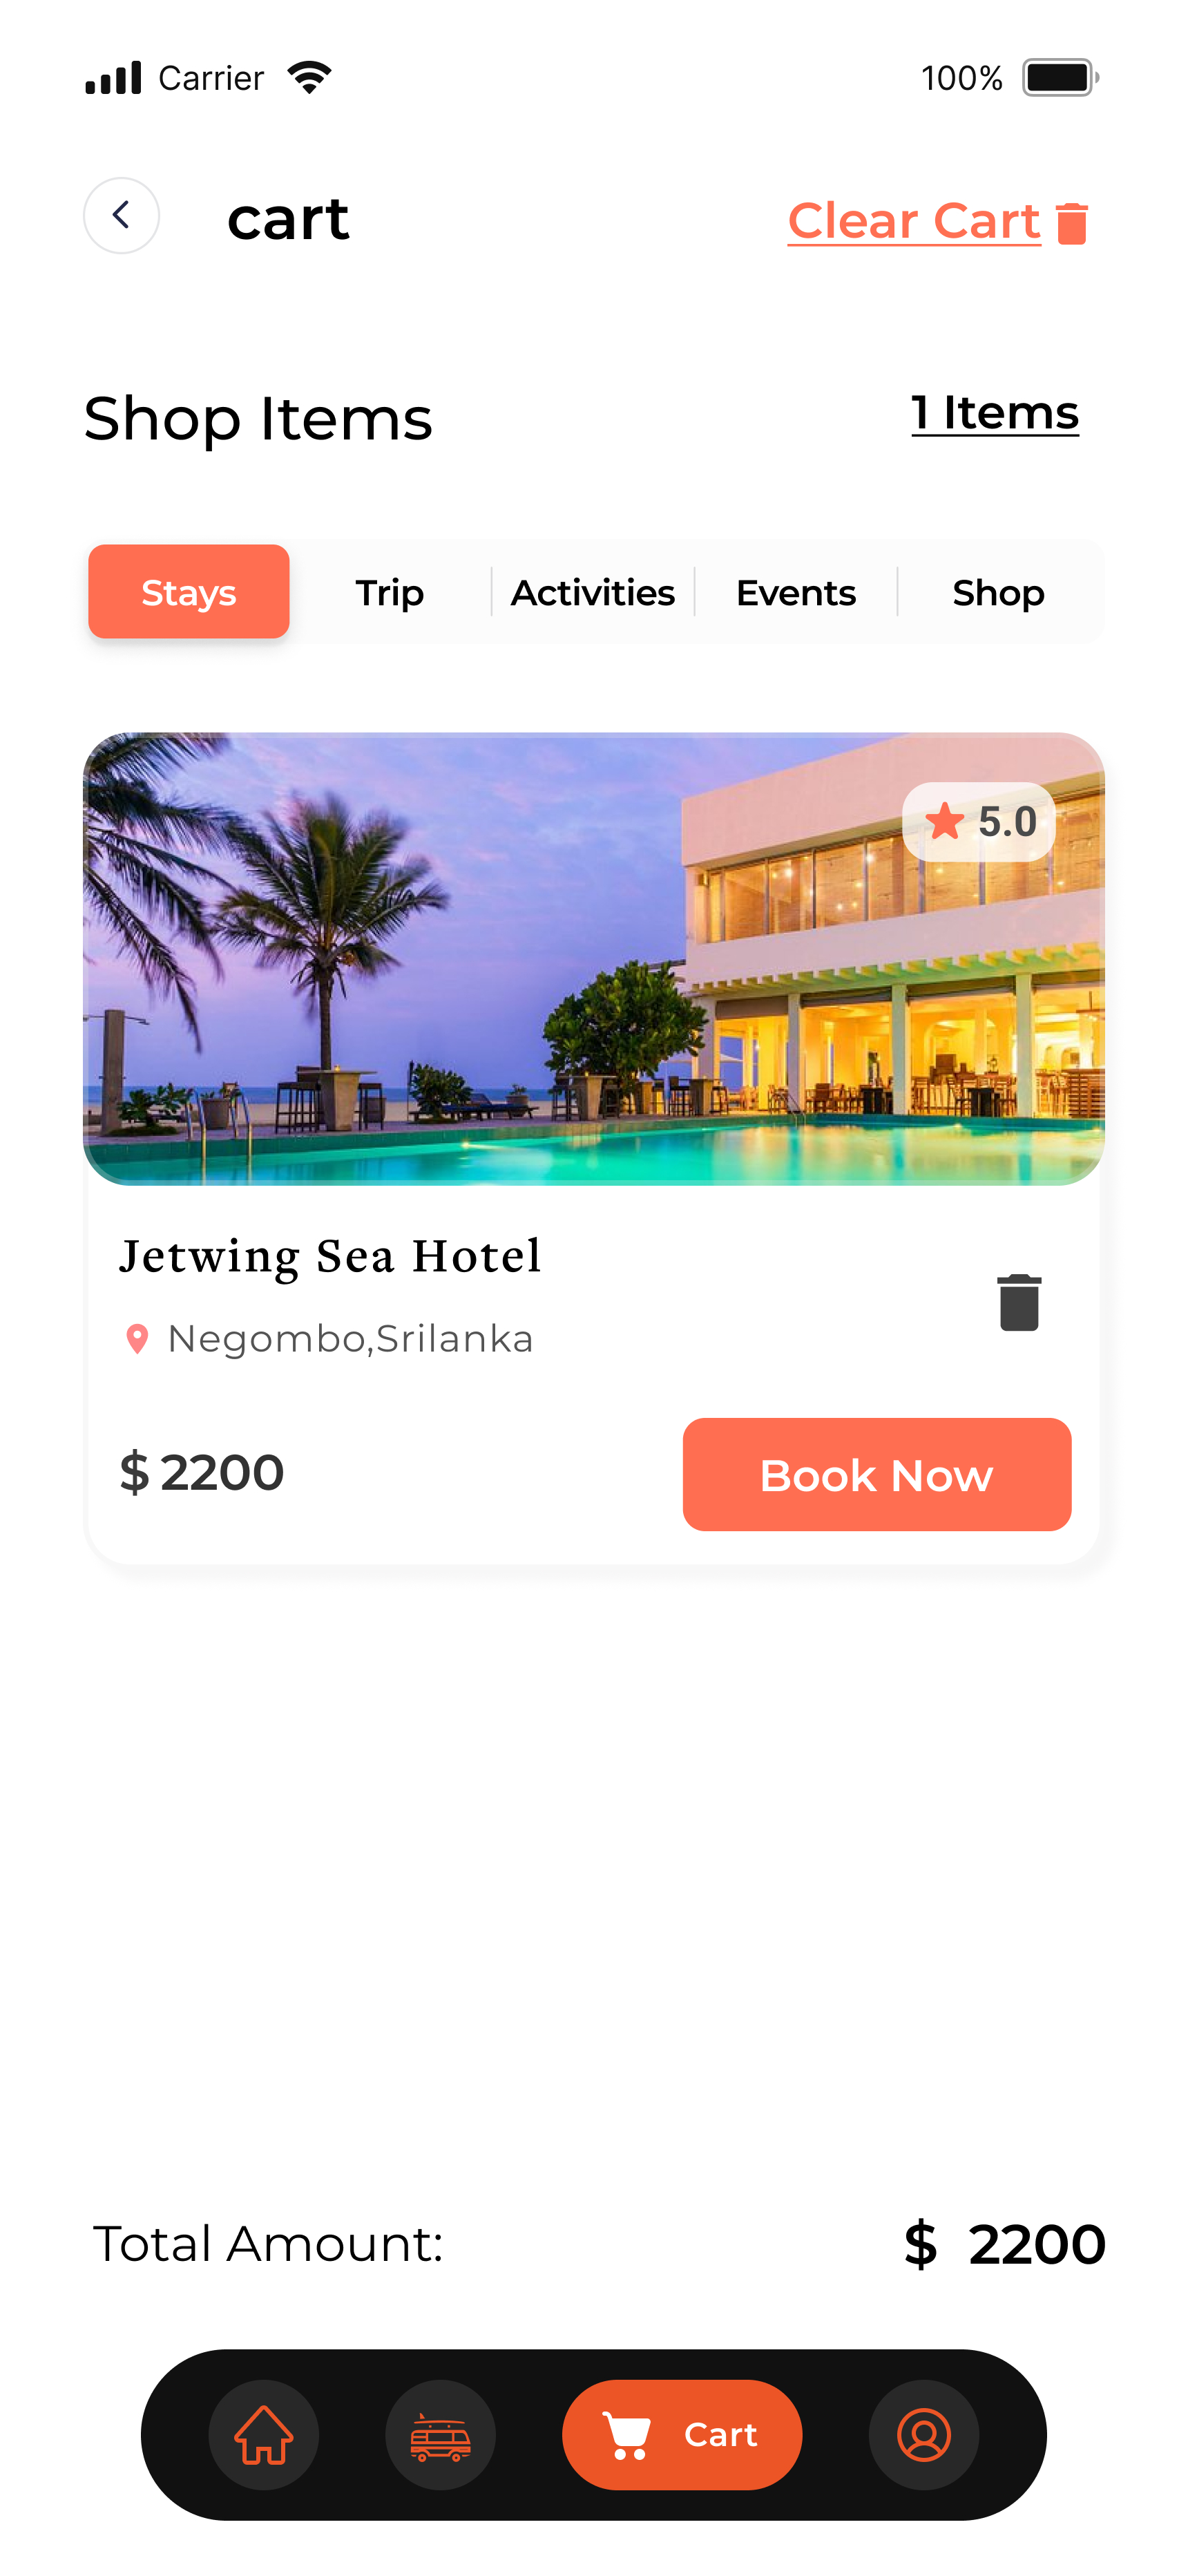 Carrier 100%
cart Clear Cart
Shop Items 1 Items
Stays Trip Activities Events Shop
5.0
Jetwing Sea Hotel
Negombo,Srilanka
$ 2200 Book Now
Total Amount: $ 2200
Cart